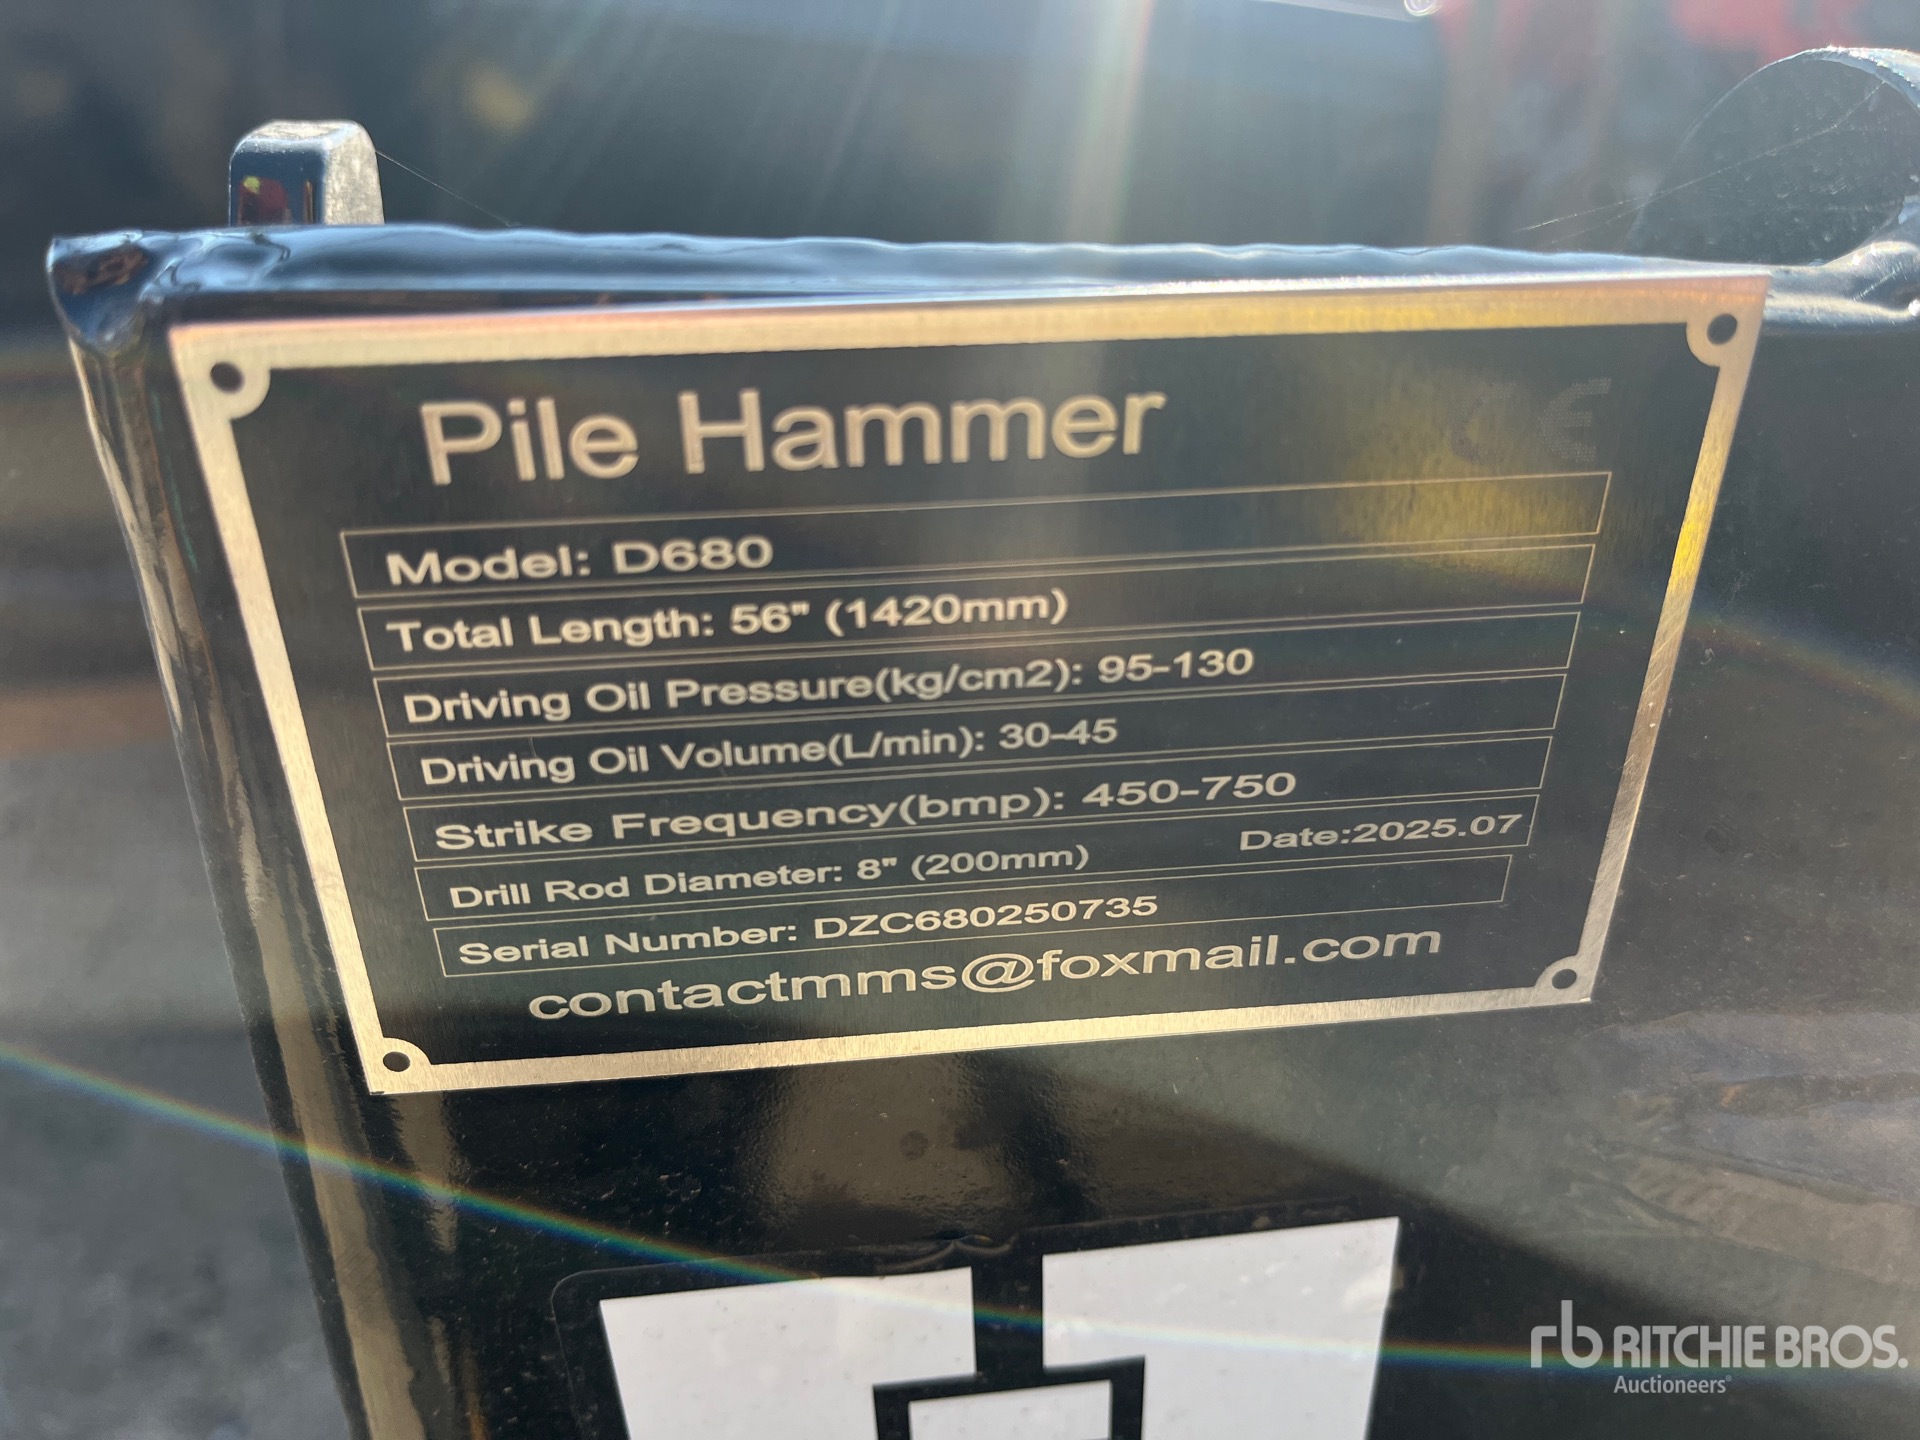 Pile Hammer CE
Model: D680
Total Length: 56" (1420mm)
Driving Oil Pressure(kg/cm2): 95-130
Driving Oil Volume(L/min): 30-45
Strike Frequency(bmp): 450-750
Drill Rod Diameter: 8" (200mm) Date:2025.07
Serial Number: DZC680250735
contactmms@foxmail.com
rb RITCHIE BROS.
Auctioneers